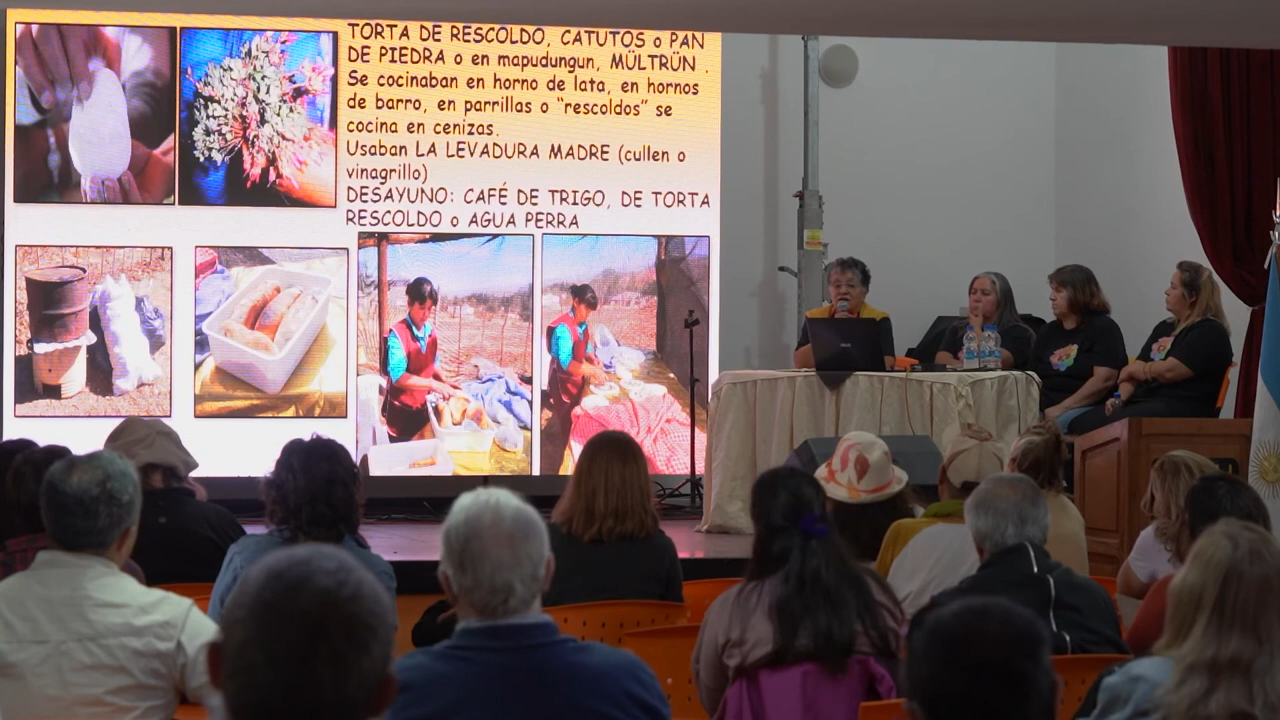 TORTA DE RESCOLDO, CATUTOS o PAN
DE PIEDRA o en mapudungun, MÜLTRÜN .
Se cocinaban en horno de lata, en hornos
de barro, en parrillas o “rescoldos” se
cocina en cenizas.
Usaban LA LEVADURA MADRE (cullen o
vinagrillo)
DESAYUNO: CAFÉ DE TRIGO, DE TORTA
RESCOLDO o AGUA PERRA